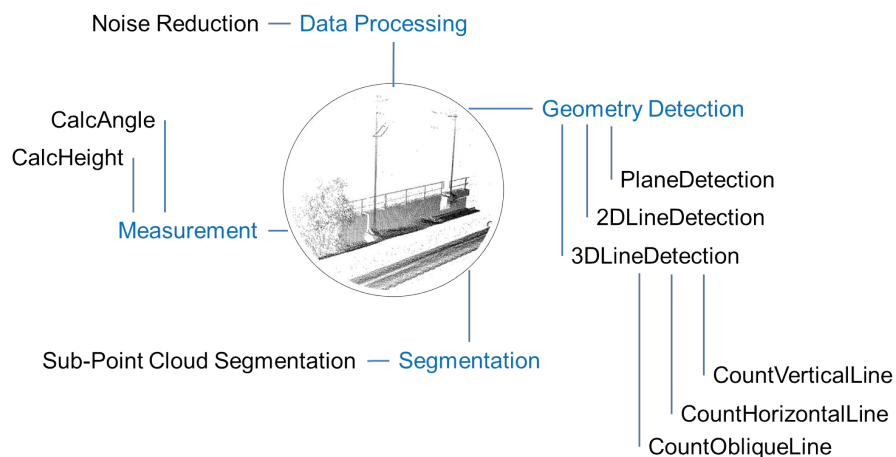 Noise Reduction
Data Processing
Geometry Detection
CalcAngle
CalcHeight
PlaneDetection
2DLineDetection
Measurement
3DLineDetection
Sub-Point Cloud Segmentation
Segmentation
CountVerticalLine
CountHorizontalLine
CountObliqueLine